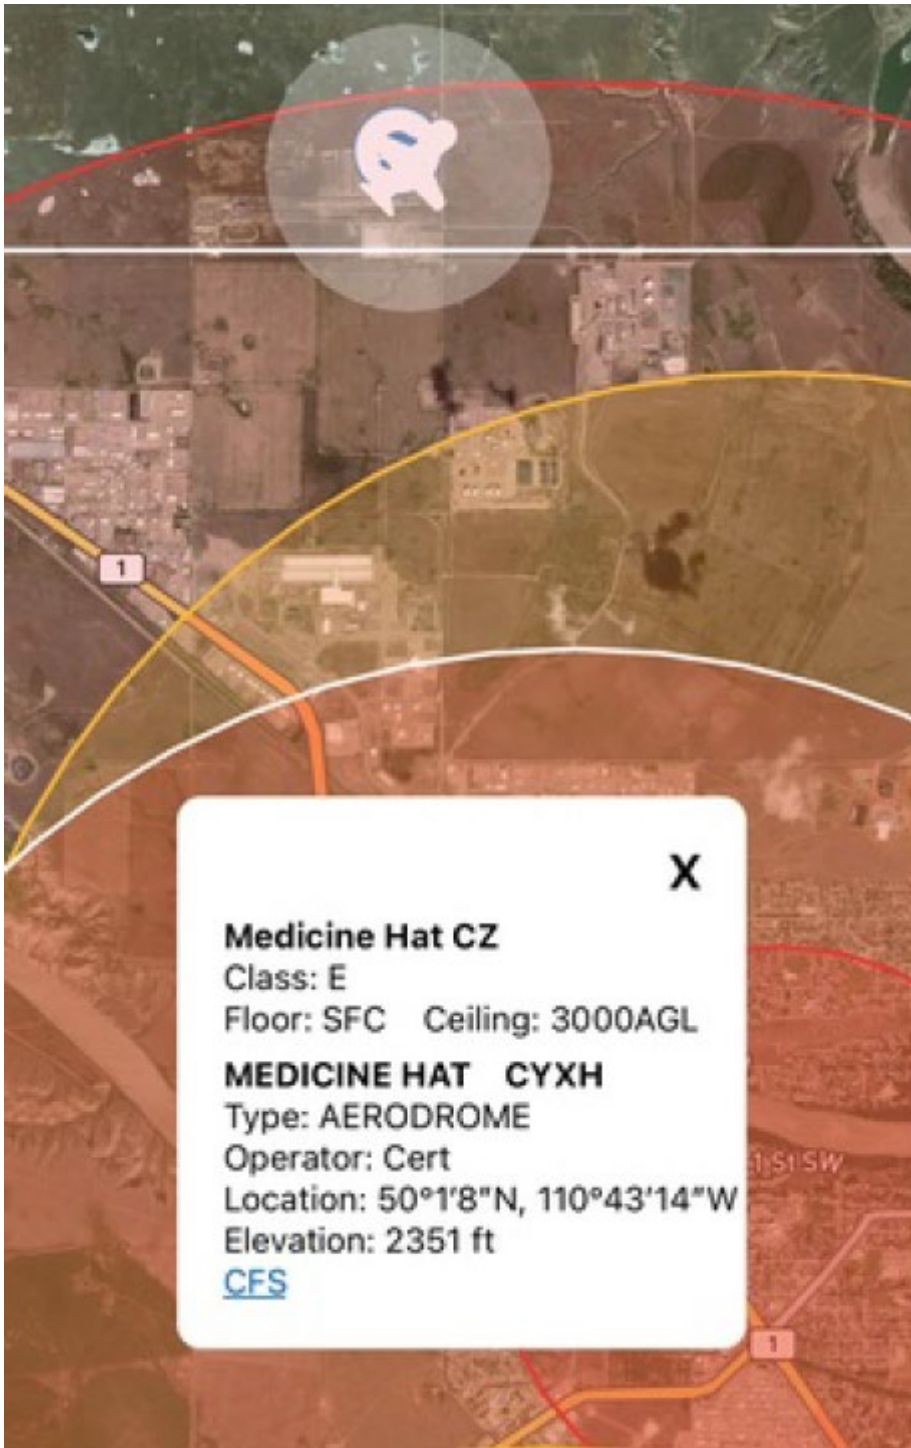 1
X
Medicine Hat CZ
Class: E
Floor: SFC Ceiling: 3000AGL
MEDICINE HAT CYXH
Type: AERODROME
Operator: Cert
Location: 50°1'8"N, 110°43'14"W
Elevation: 2351 ft
CFS
1 St SW
1